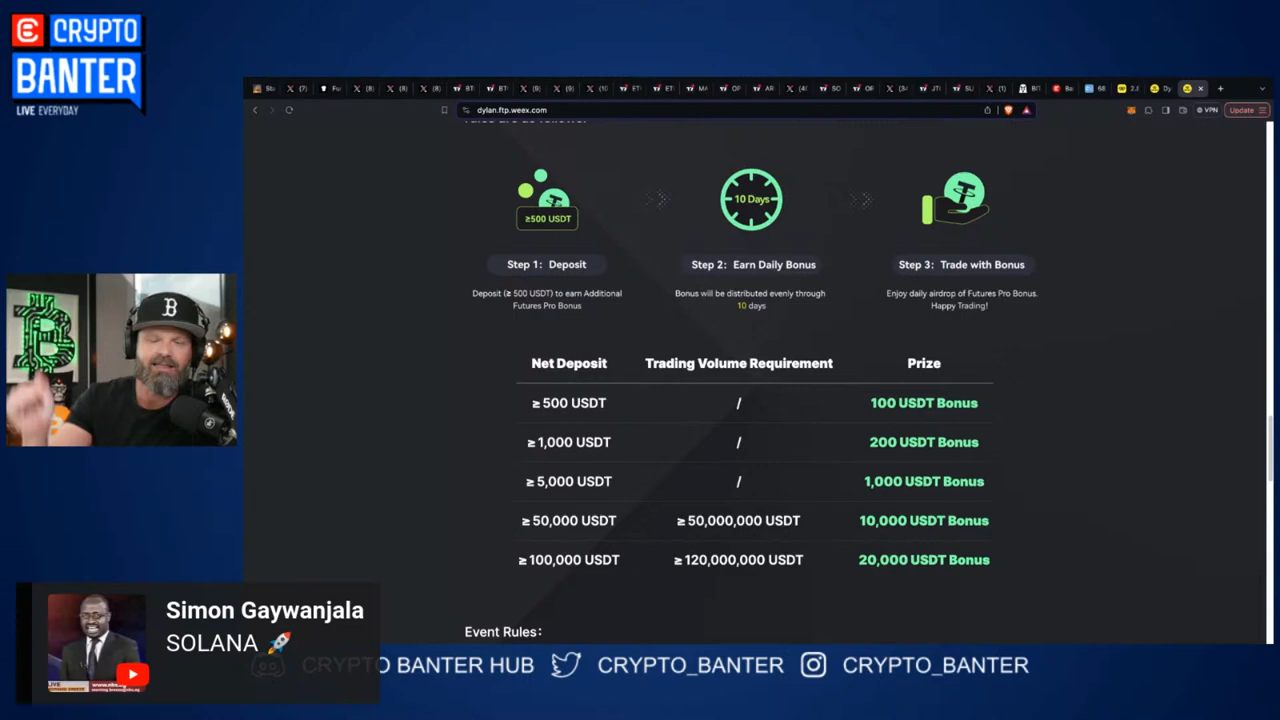 CRYPTO
BANTER
LIVE EVERYDAY
dylan.ftp.weex.com
VPN
Update
≥500 USDT
10 Days
Step 1: Deposit
Step 2: Earn Daily Bonus
Step 3: Trade with Bonus
Deposit (≥ 500 USDT) to earn Additional
Futures Pro Bonus
Bonus will be distributed evenly through
10 days
Enjoy daily airdrop of Futures Pro Bonus.
Happy Trading!
Net Deposit Trading Volume Requirement Prize
≥ 500 USDT / 100 USDT Bonus
≥ 1,000 USDT / 200 USDT Bonus
≥ 5,000 USDT / 1,000 USDT Bonus
≥ 50,000 USDT ≥ 50,000,000 USDT 10,000 USDT Bonus
≥ 100,000 USDT ≥ 120,000,000 USDT 20,000 USDT Bonus
Event Rules:
Simon Gaywanjala
SOLANA 🚀
LIVE
CRYPTO BANTER HUB CRYPTO_BANTER CRYPTO_BANTER